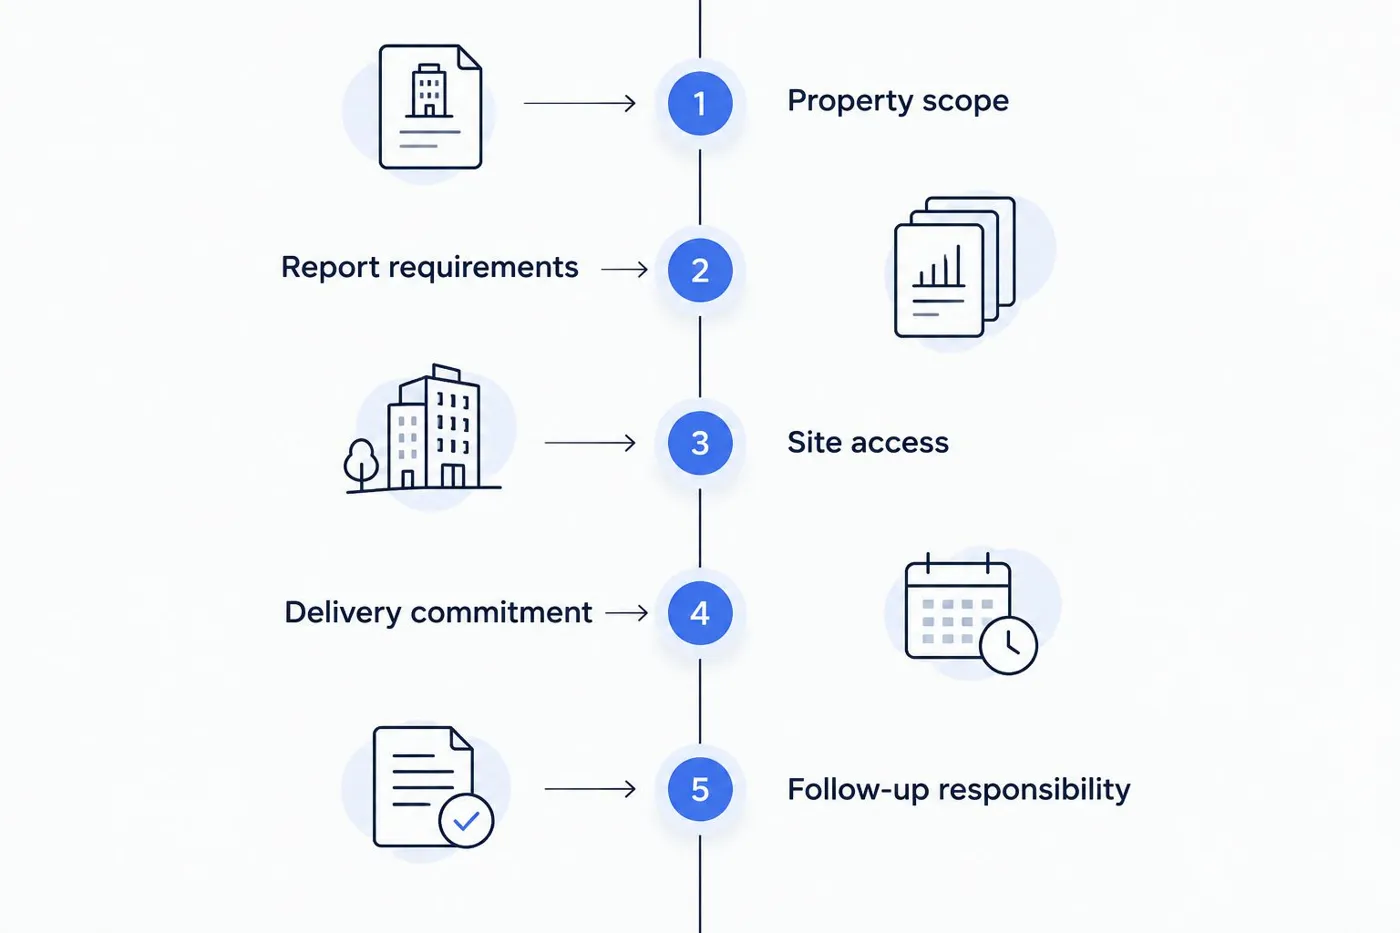 1
Property scope
Report requirements
2
3
Site access
Delivery commitment
4
5
Follow-up responsibility